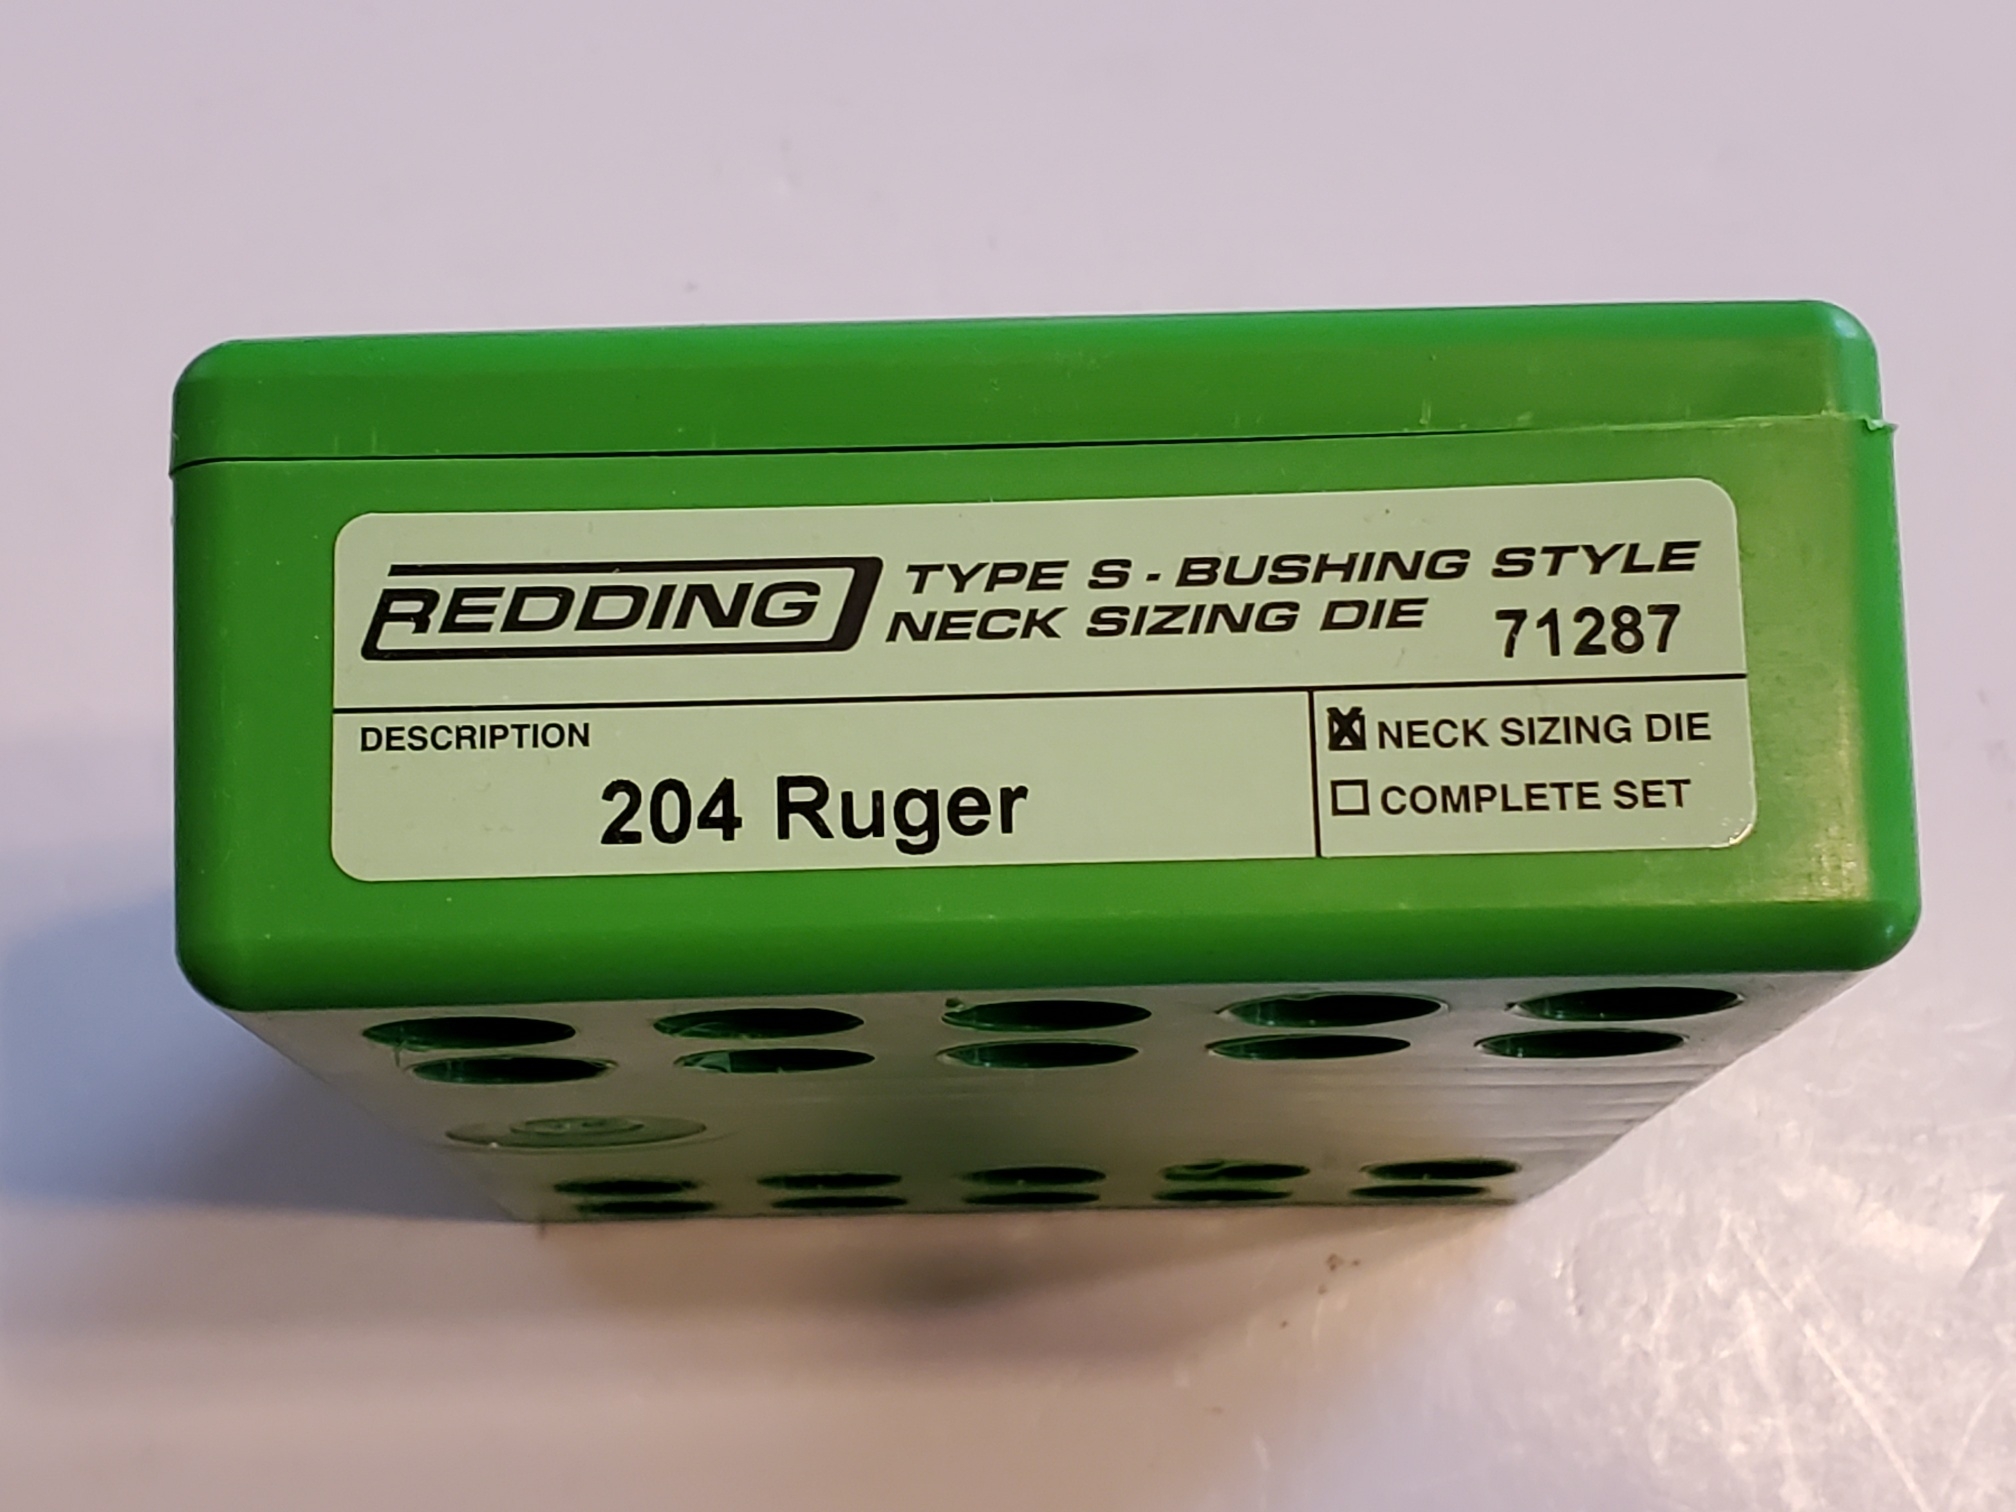 REDDING TYPE S - BUSHING STYLE
NECK SIZING DIE 71287
DESCRIPTION
204 Ruger
X NECK SIZING DIE
COMPLETE SET